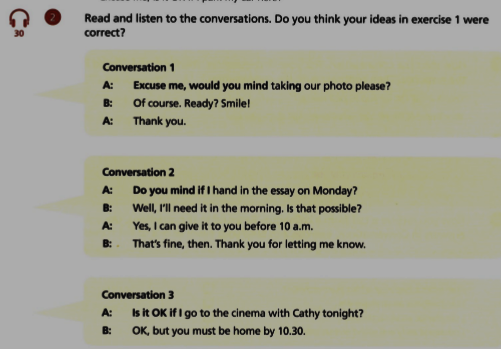 2 Read and listen to the conversations. Do you think your ideas in exercise 1 were
30 correct?
Conversation 1
A: Excuse me, would you mind taking our photo please?
B: Of course. Ready? Smile!
A: Thank you.
Conversation 2
A: Do you mind if I hand in the essay on Monday?
B: Well, I'll need it in the morning. Is that possible?
A: Yes, I can give it to you before 10 a.m.
B: That's fine, then. Thank you for letting me know.
Conversation 3
A: Is it OK if I go to the cinema with Cathy tonight?
B: OK, but you must be home by 10.30.